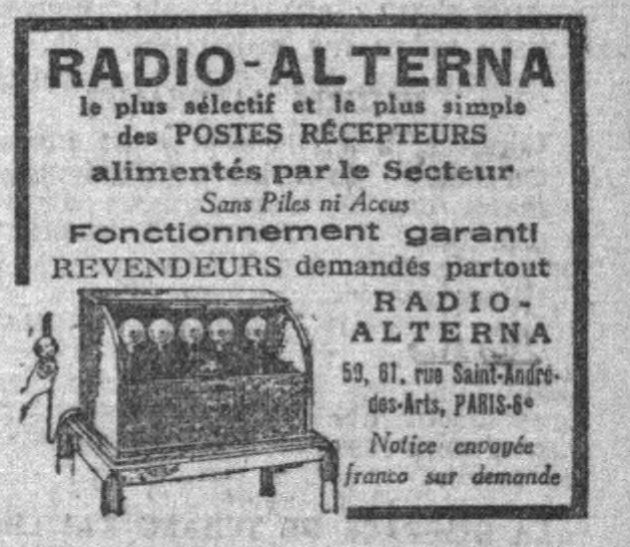 RADIO-ALTERNA
le plus sélectif et le plus simple
des POSTES RÉCEPTEURS
alimentés par le Secteur
Sans Piles ni Accus
Fonctionnement garanti
REVENDEURS demandés partout
RADIO-
ALTERNA
59, 61, rue Saint-André-
des-Arts, PARIS-6e
Notice envoyée
franco sur demande